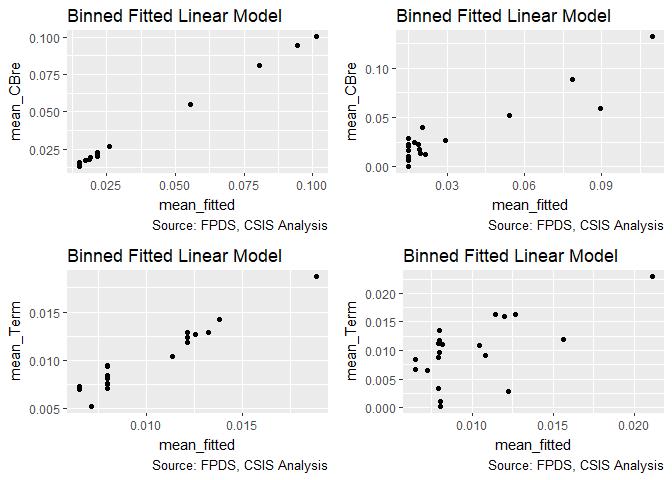 Binned Fitted Linear Model
mean_CBre
0.100
0.075
0.050
0.025
0.025
0.050
0.075
0.100
mean_fitted
Source: FPDS, CSIS Analysis
Binned Fitted Linear Model
mean_CBre
0.10
0.05
0.00
0.03
0.06
0.09
mean_fitted
Source: FPDS, CSIS Analysis
Binned Fitted Linear Model
mean_Term
0.015
0.010
0.005
0.010
0.015
mean_fitted
Source: FPDS, CSIS Analysis
Binned Fitted Linear Model
mean_Term
0.020
0.015
0.010
0.005
0.000
0.010
0.015
0.020
mean_fitted
Source: FPDS, CSIS Analysis